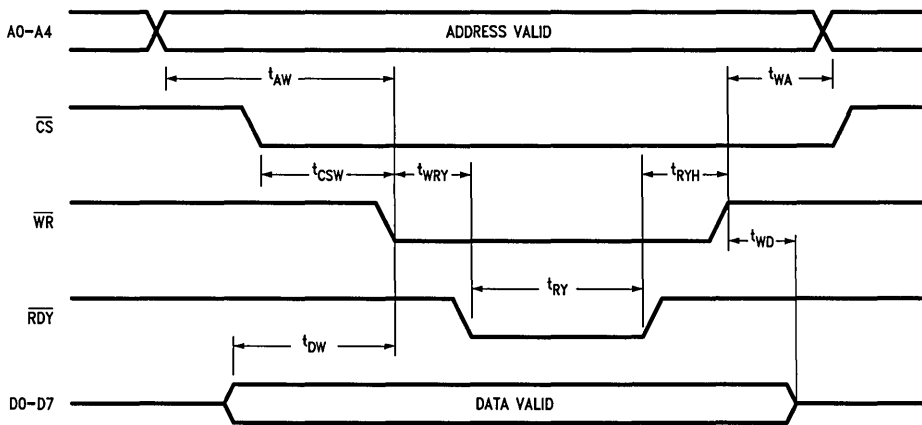 A0-A4
ADDRESS VALID
tAW
tWA
CS
tCSW
tWRY
tRYH
WR
tWD
tRY
RDY
tDW
D0-D7
DATA VALID